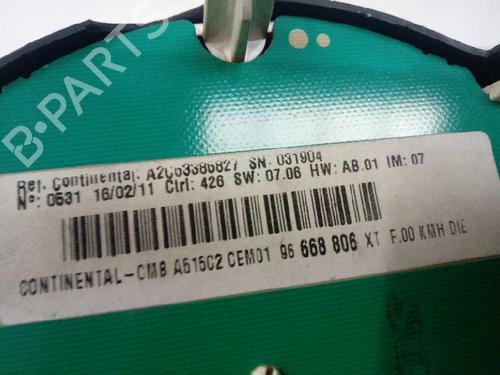 B-PARTS
Ref. Continental: A2C53386827 SN: 031904
Nº: 0531 16/02/11 Ctrl: 426 SW: 07.06 HW: AB.01 IM: 07
CONTINENTAL-CMB A515C2 CEM01 96 668 806 XT F.00 KMH DIE